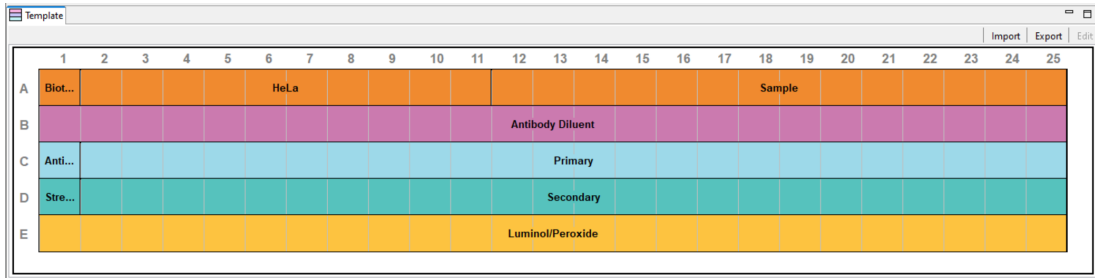 Template
Import Export Edit
1 2 3 4 5 6 7 8 9 10 11 12 13 14 15 16 17 18 19 20 21 22 23 24 25
A Biot... HeLa Sample
B Antibody Diluent
C Anti... Primary
D Stre... Secondary
E Luminol/Peroxide